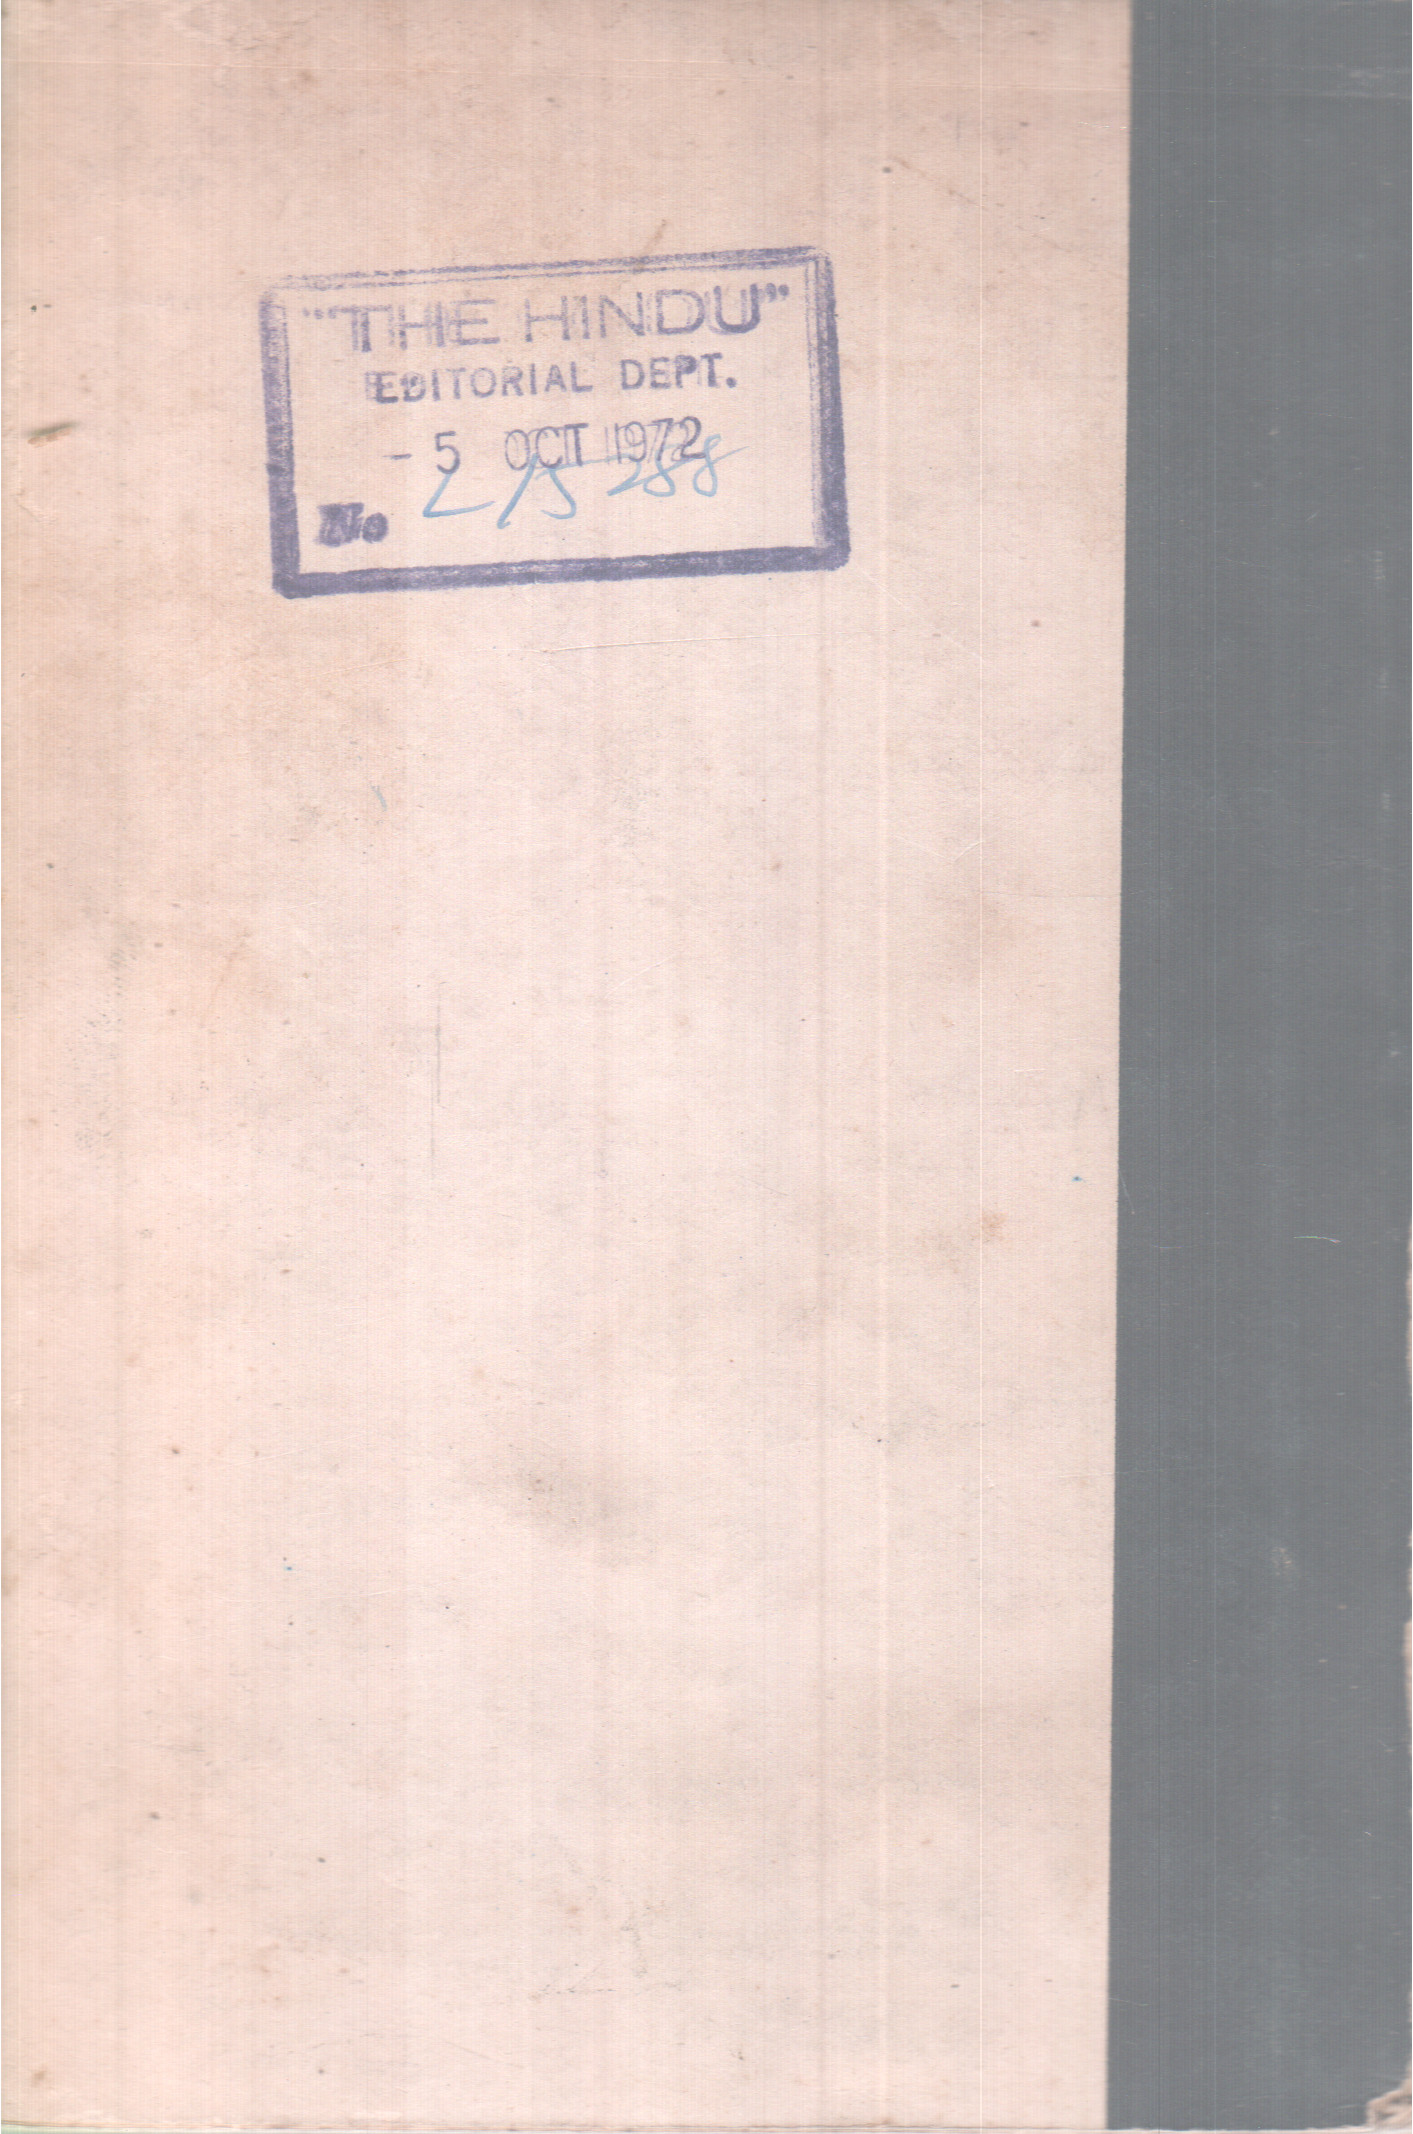 "THE HINDU"
EDITORIAL DEPT.
- 5 OCT 1972
No